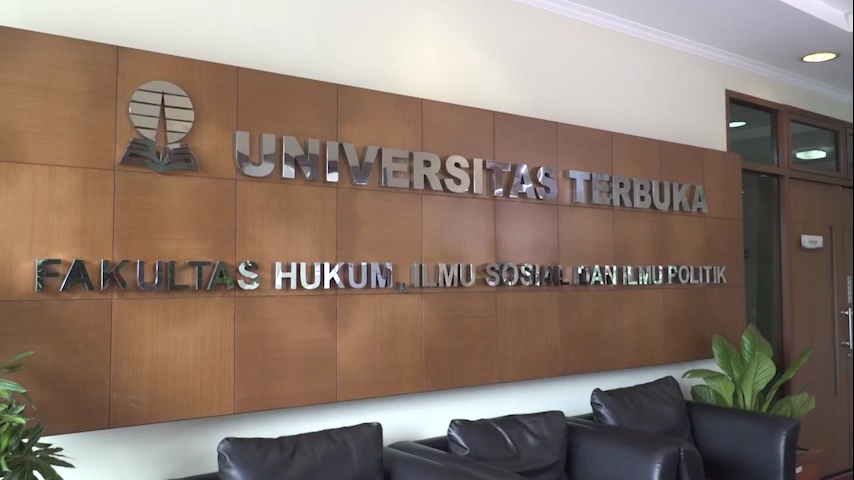 UNIVERSITAS TERBUKA
FAKULTAS HUKUM, ILMU SOSIAL DAN ILMU POLITIK